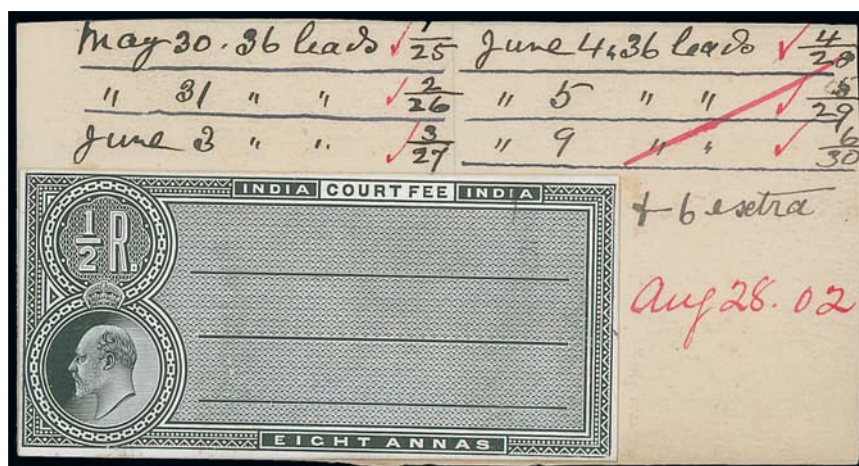 May 30. 36 leads ✓ 1/25 June 4, 36 leads ✓ 4/28
" 31 " " ✓ 2/26 " 5 " " ✓ 5/29
June 3 " " ✓ 3/27 " 9 " " ✓ 6/30
INDIA COURT FEE INDIA
1/2 R.
+ 6 extra
Aug 28. 02
EIGHT ANNAS